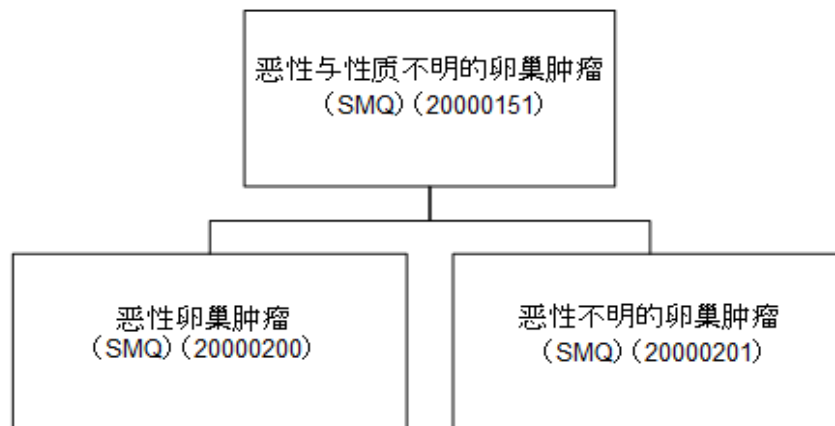 恶性与性质不明的卵巢肿瘤
（SMQ）（20000151）
恶性卵巢肿瘤
（SMQ）（20000200）
恶性不明的卵巢肿瘤
（SMQ）（20000201）